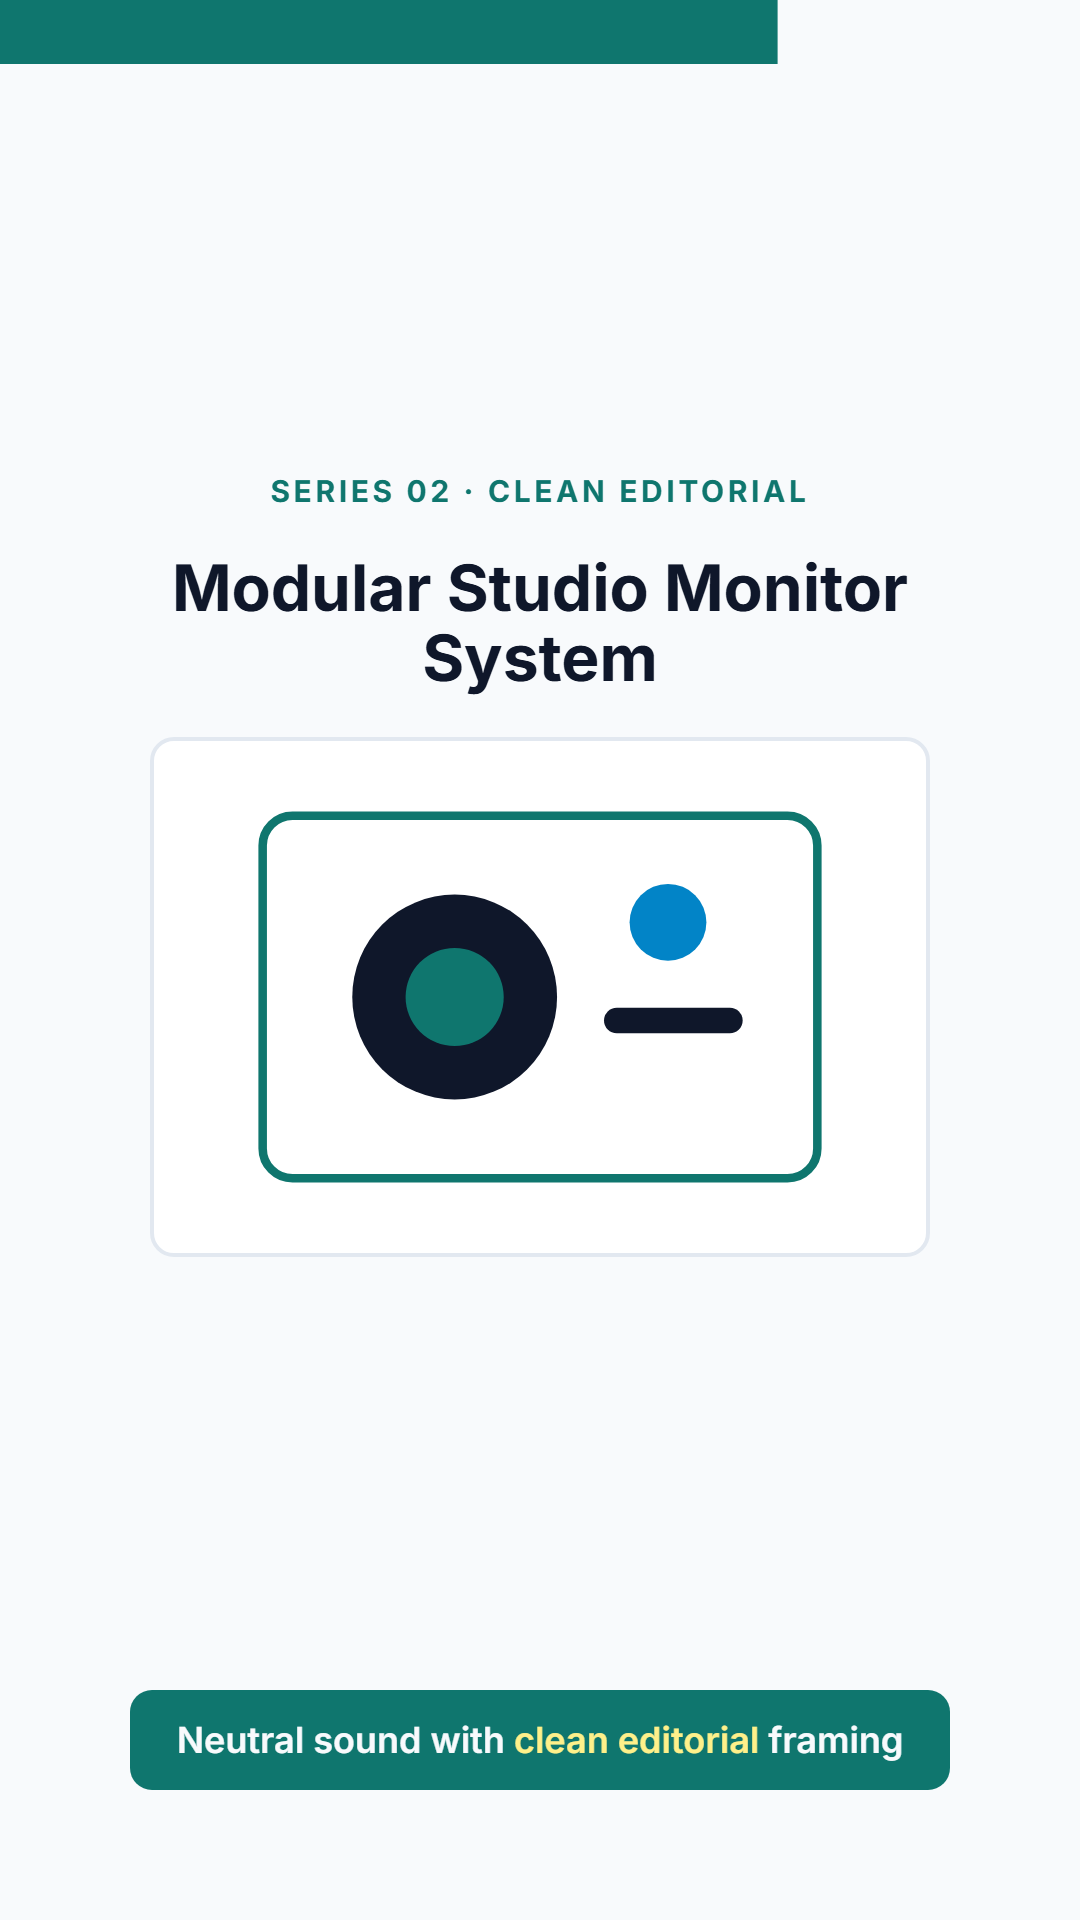 SERIES 02 · CLEAN EDITORIAL
Modular Studio Monitor
System
Neutral sound with clean editorial framing